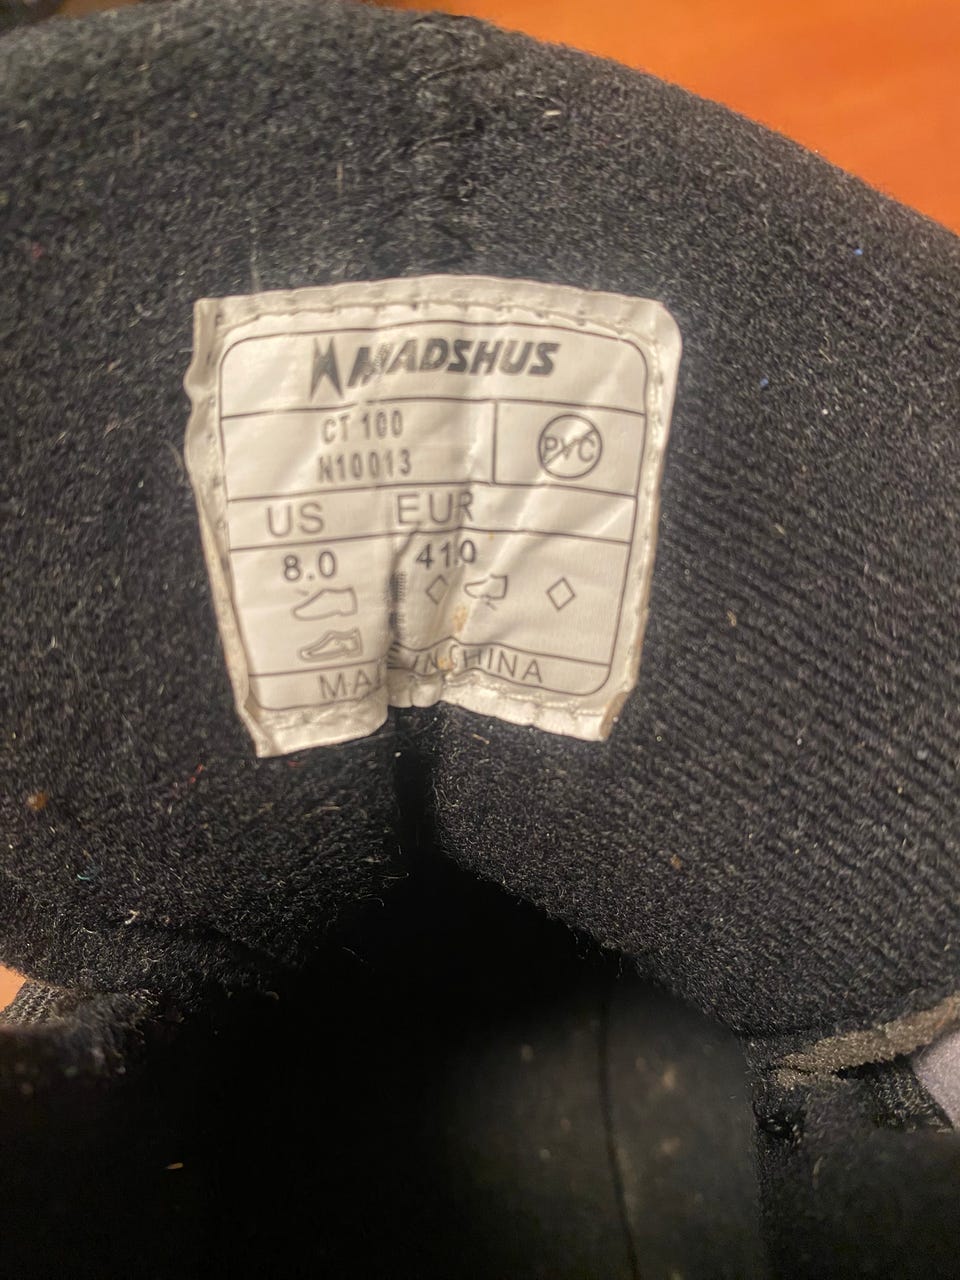 MADSHUS
CT 100
N10013
PVC
US EUR
8.0 41.0
MADE IN CHINA